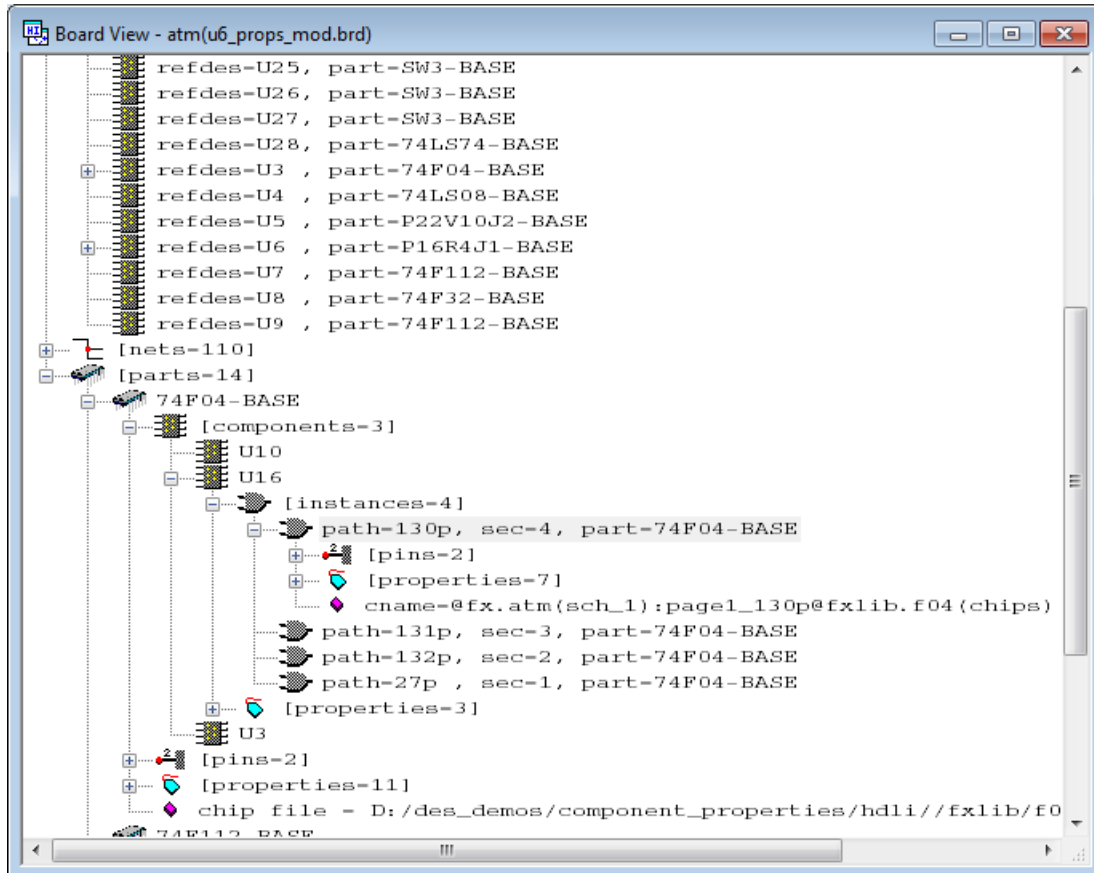 Board View - atm(u6_props_mod.brd)
refdes-U25, part=SW3-BASE
refdes-U26, part=SW3-BASE
refdes-U27, part=SW3-BASE
refdes-U28, part=74LS74-BASE
refdes-U3 , part=74F04-BASE
refdes-U4 , part=74LS08-BASE
refdes-U5 , part=P22V10J2-BASE
refdes-U6 , part=P16R4J1-BASE
refdes-U7 , part=74F112-BASE
refdes-U8 , part=74F32-BASE
refdes-U9 , part=74F112-BASE
[nets=110]
[parts=14]
74F04-BASE
[components=3]
U10
U16
[instances=4]
path=130p, sec=4, part=74F04-BASE
[pins=2]
[properties=7]
cname=@fx.atm(sch_1):page1_130p@fxlib.f04(chips)
path=131p, sec=3, part=74F04-BASE
path=132p, sec=2, part=74F04-BASE
path=27p , sec=1, part=74F04-BASE
[properties=3]
U3
[pins=2]
[properties=11]
chip file - D:/des_demos/component_properties/hdli//fxlib/f0
74F112-BASE